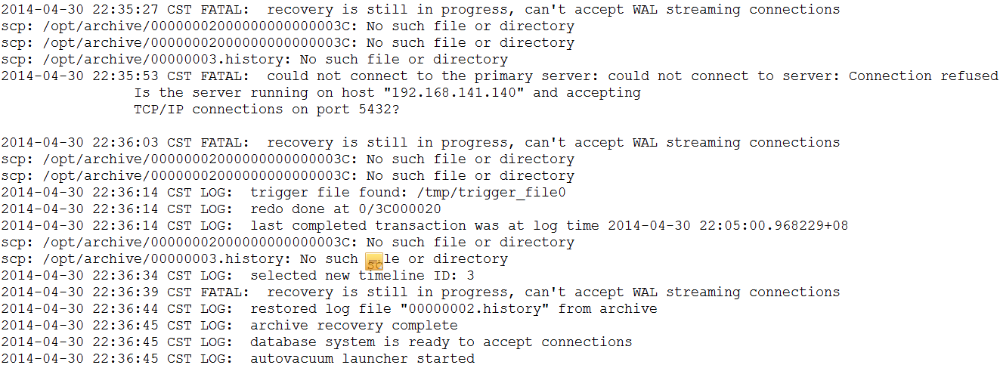 2014-04-30 22:35:27 CST FATAL:  recovery is still in progress, can't accept WAL streaming connections
scp: /opt/archive/00000002000000000000003C: No such file or directory
scp: /opt/archive/00000002000000000000003C: No such file or directory
scp: /opt/archive/00000003.history: No such file or directory
2014-04-30 22:35:53 CST FATAL:  could not connect to the primary server: could not connect to server: Connection refused
Is the server running on host "192.168.141.140" and accepting
TCP/IP connections on port 5432?
2014-04-30 22:36:03 CST FATAL:  recovery is still in progress, can't accept WAL streaming connections
scp: /opt/archive/00000002000000000000003C: No such file or directory
scp: /opt/archive/00000002000000000000003C: No such file or directory
2014-04-30 22:36:14 CST LOG:  trigger file found: /tmp/trigger_file0
2014-04-30 22:36:14 CST LOG:  redo done at 0/3C000020
2014-04-30 22:36:14 CST LOG:  last completed transaction was at log time 2014-04-30 22:05:00.968229+08
scp: /opt/archive/00000002000000000000003C: No such file or directory
scp: /opt/archive/00000003.history: No such le or directory
2014-04-30 22:36:34 CST LOG:  selected new timeline ID: 3
2014-04-30 22:36:39 CST FATAL:  recovery is still in progress, can't accept WAL streaming connections
2014-04-30 22:36:44 CST LOG:  restored log file "00000002.history" from archive
2014-04-30 22:36:45 CST LOG:  archive recovery complete
2014-04-30 22:36:45 CST LOG:  database system is ready to accept connections
2014-04-30 22:36:45 CST LOG:  autovacuum launcher started